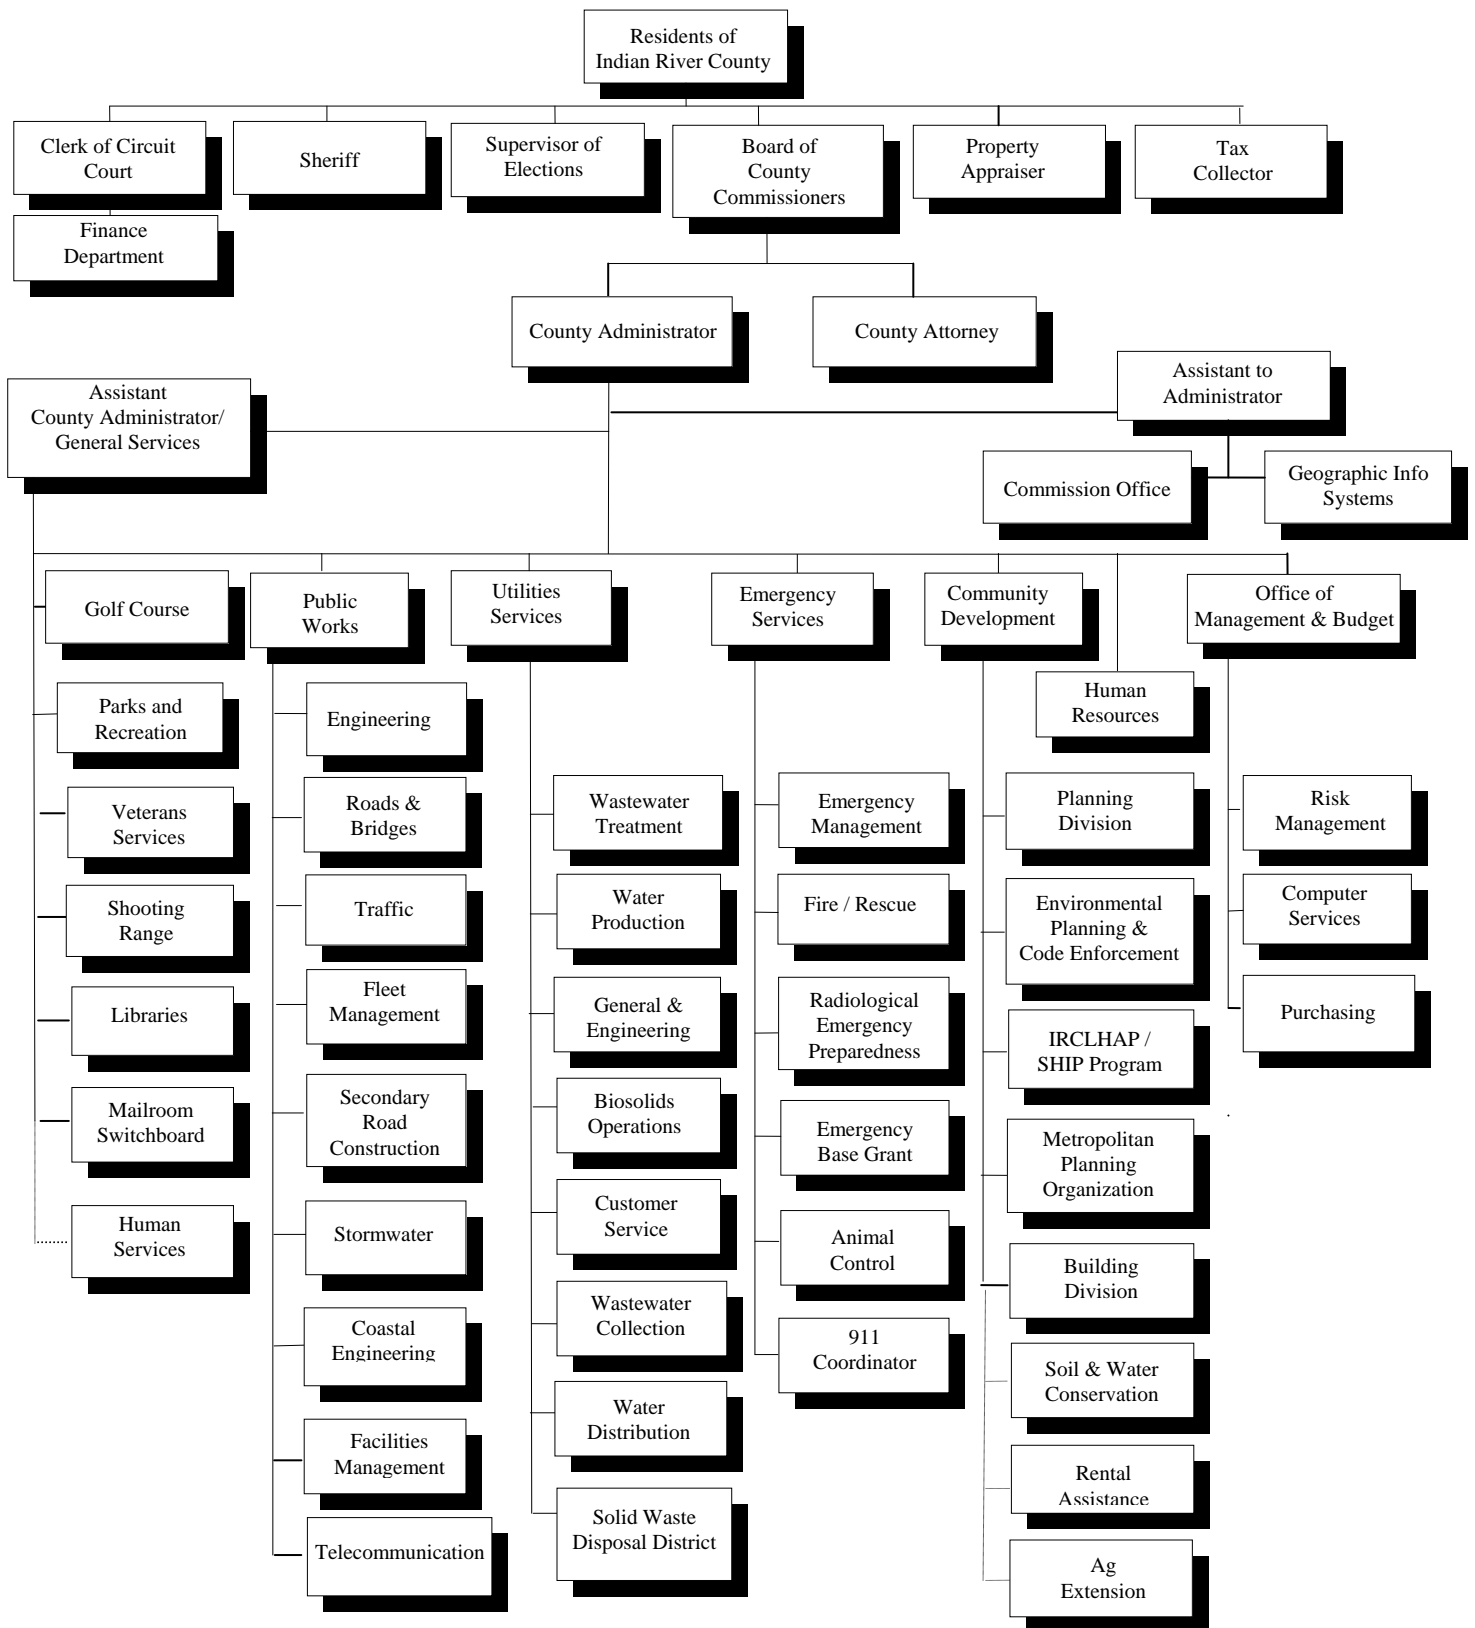 Residents of
Indian River County
Clerk of Circuit
Court
Sheriff
Supervisor of
Elections
Board of
County
Commissioners
Property
Appraiser
Tax
Collector
Finance
Department
County Administrator
County Attorney
Assistant
County Administrator/
General Services
Assistant to
Administrator
Commission Office
Geographic Info
Systems
Golf Course
Parks and
Recreation
Veterans
Services
Shooting
Range
Libraries
Mailroom
Switchboard
Human
Services
Public
Works
Engineering
Roads &
Bridges
Traffic
Fleet
Management
Secondary
Road
Construction
Stormwater
Coastal
Engineering
Facilities
Management
Telecommunication
Utilities
Services
Wastewater
Treatment
Water
Production
General &
Engineering
Biosolids
Operations
Customer
Service
Wastewater
Collection
Water
Distribution
Solid Waste
Disposal District
Emergency
Services
Emergency
Management
Fire / Rescue
Radiological
Emergency
Preparedness
Emergency
Base Grant
Animal
Control
911
Coordinator
Community
Development
Planning
Division
Environmental
Planning &
Code Enforcement
IRCLHAP /
SHIP Program
Metropolitan
Planning
Organization
Building
Division
Soil & Water
Conservation
Rental
Assistance
Ag
Extension
Human
Resources
Office of
Management & Budget
Risk
Management
Computer
Services
Purchasing